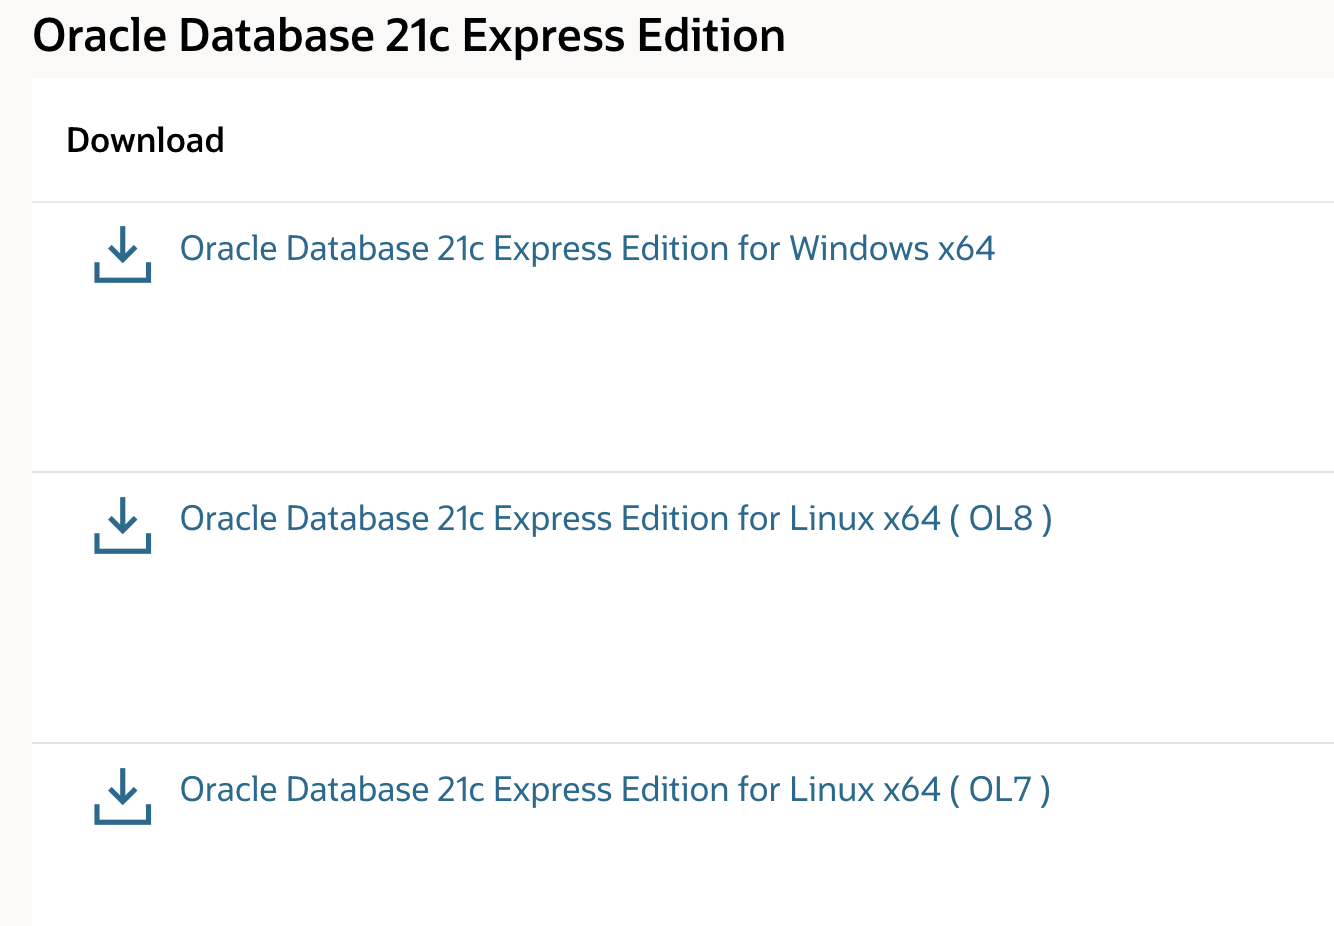 Oracle Database 21c Express Edition
Download
Oracle Database 21c Express Edition for Windows x64
Oracle Database 21c Express Edition for Linux x64 ( OL8 )
Oracle Database 21c Express Edition for Linux x64 ( OL7 )